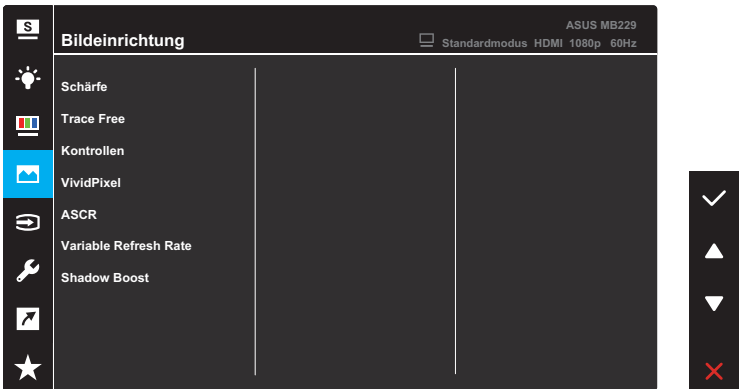 S
ASUS MB229
Bildeinrichtung
Standardmodus HDMI 1080p 60Hz
Schärfe
Trace Free
Kontrollen
VividPixel
ASCR
Variable Refresh Rate
Shadow Boost